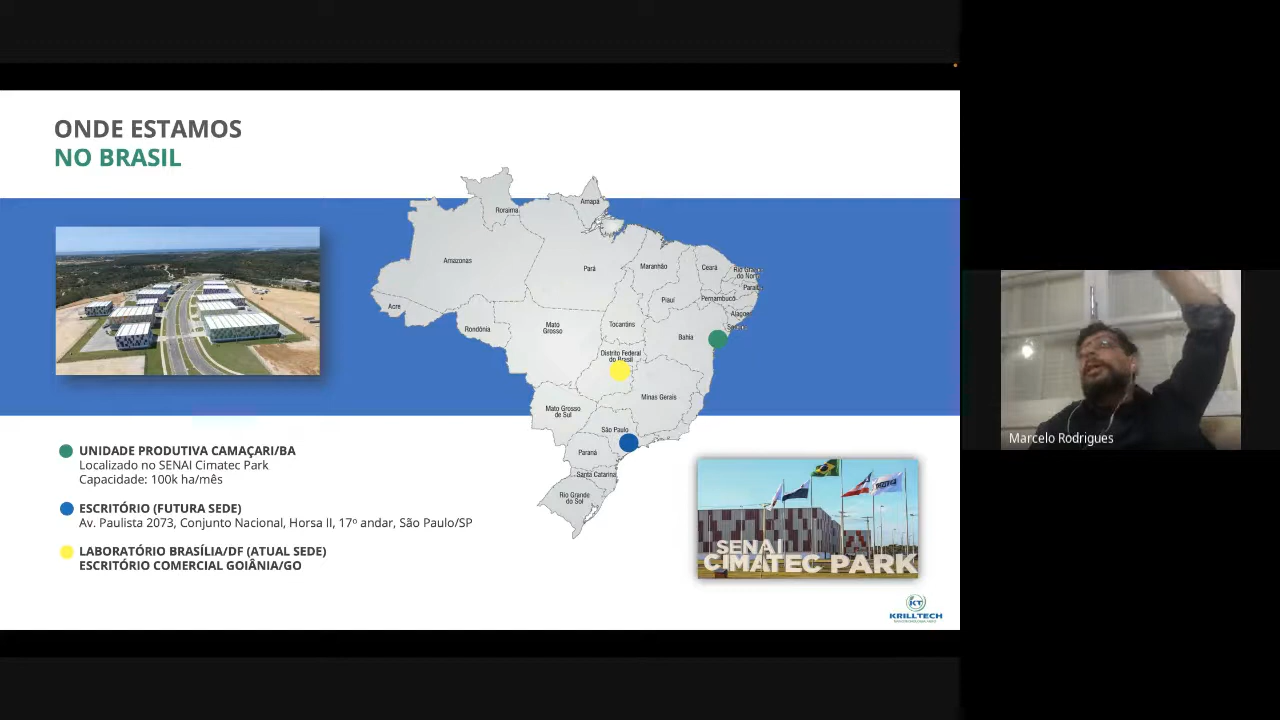 ONDE ESTAMOS
NO BRASIL
Roraima
Amapá
Amazonas
Pará
Maranhão
Ceará
Rio Grande
do Norte
Paraíba
Acre
Piauí
Pernambuco
Alagoas
Rondônia
Mato
Grosso
Tocantins
Bahia
Distrito Federal
do Brasil
Minas Gerais
Mato Grosso
do Sul
São Paulo
Paraná
Santa Catarina
Rio Grande
do Sol
UNIDADE PRODUTIVA CAMAÇARI/BA
Localizado no SENAI Cimatec Park
Capacidade: 100k ha/mês
ESCRITÓRIO (FUTURA SEDE)
Av. Paulista 2073, Conjunto Nacional, Horsa II, 17º andar, São Paulo/SP
LABORATÓRIO BRASÍLIA/DF (ATUAL SEDE)
ESCRITÓRIO COMERCIAL GOIÂNIA/GO
SENAI
CIMATEC PARK
KT
KRILLTECH
Marcelo Rodrigues